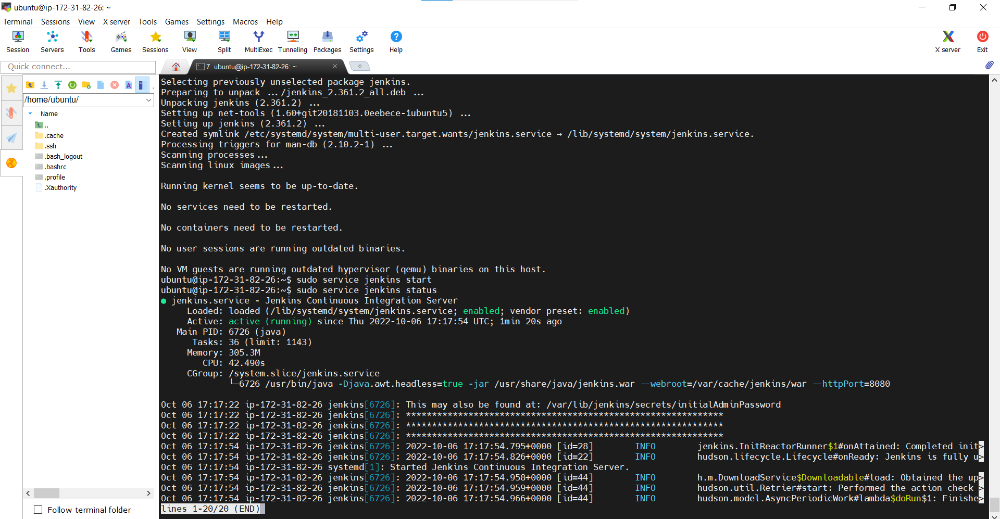 ubuntu@ip-172-31-82-26: ~
Terminal Sessions View X server Tools Games Settings Macros Help
Session Servers Tools Games Sessions View Split MultiExec Tunneling Packages Settings Help X server Exit
Quick connect...
7. ubuntu@ip-172-31-82-26: ~
/home/ubuntu/
Name
..
.cache
.ssh
.bash_logout
.bashrc
.profile
.Xauthority
Follow terminal folder
Selecting previously unselected package jenkins.
Preparing to unpack .../jenkins_2.361.2_all.deb ...
Unpacking jenkins (2.361.2) ...
Setting up net-tools (1.60+git20181103.0eebece-1ubuntu5) ...
Setting up jenkins (2.361.2) ...
Created symlink /etc/systemd/system/multi-user.target.wants/jenkins.service → /lib/systemd/system/jenkins.service.
Processing triggers for man-db (2.10.2-1) ...
Scanning processes...
Scanning linux images...
Running kernel seems to be up-to-date.
No services need to be restarted.
No containers need to be restarted.
No user sessions are running outdated binaries.
No VM guests are running outdated hypervisor (qemu) binaries on this host.
ubuntu@ip-172-31-82-26:~$ sudo service jenkins start
ubuntu@ip-172-31-82-26:~$ sudo service jenkins status
● jenkins.service - Jenkins Continuous Integration Server
Loaded: loaded (/lib/systemd/system/jenkins.service; enabled; vendor preset: enabled)
Active: active (running) since Thu 2022-10-06 17:17:54 UTC; 1min 20s ago
Main PID: 6726 (java)
Tasks: 36 (limit: 1143)
Memory: 305.3M
CPU: 42.490s
CGroup: /system.slice/jenkins.service
└─6726 /usr/bin/java -Djava.awt.headless=true -jar /usr/share/java/jenkins.war --webroot=/var/cache/jenkins/war --httpPort=8080
Oct 06 17:17:22 ip-172-31-82-26 jenkins[6726]: This may also be found at: /var/lib/jenkins/secrets/initialAdminPassword
Oct 06 17:17:22 ip-172-31-82-26 jenkins[6726]: *************************************************************
Oct 06 17:17:22 ip-172-31-82-26 jenkins[6726]: *************************************************************
Oct 06 17:17:22 ip-172-31-82-26 jenkins[6726]: *************************************************************
Oct 06 17:17:54 ip-172-31-82-26 jenkins[6726]: 2022-10-06 17:17:54.795+0000 [id=28] INFO jenkins.InitReactorRunner$1#onAttained: Completed init>
Oct 06 17:17:54 ip-172-31-82-26 jenkins[6726]: 2022-10-06 17:17:54.826+0000 [id=22] INFO hudson.lifecycle.Lifecycle#onReady: Jenkins is fully u>
Oct 06 17:17:54 ip-172-31-82-26 systemd[1]: Started Jenkins Continuous Integration Server.
Oct 06 17:17:54 ip-172-31-82-26 jenkins[6726]: 2022-10-06 17:17:54.958+0000 [id=44] INFO h.m.DownloadService$Downloadable#load: Obtained the up>
Oct 06 17:17:54 ip-172-31-82-26 jenkins[6726]: 2022-10-06 17:17:54.959+0000 [id=44] INFO hudson.util.Retrier#start: Performed the action check >
Oct 06 17:17:54 ip-172-31-82-26 jenkins[6726]: 2022-10-06 17:17:54.966+0000 [id=44] INFO hudson.model.AsyncPeriodicWork#lambda$doRun$1: Finishe>
lines 1-20/20 (END)